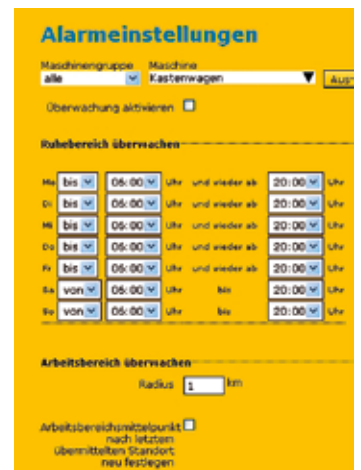 Alarmeinstellungen
Maschinengruppe Maschine
alle Kastenwagen
Überwachung aktivieren
Ruhebereich überwachen
Mo bis 06:00 Uhr und wieder ab 20:00 Uhr
Di bis 06:00 Uhr und wieder ab 20:00 Uhr
Mi bis 06:00 Uhr und wieder ab 20:00 Uhr
Do bis 06:00 Uhr und wieder ab 20:00 Uhr
Fr bis 06:00 Uhr und wieder ab 20:00 Uhr
Sa von 06:00 Uhr bis 20:00 Uhr
So von 06:00 Uhr bis 20:00 Uhr
Arbeitsbereich überwachen
Radius 1 km
Arbeitsbereichsmittelpunkt
nach letztem
übermittelten Standort
neu festlegen